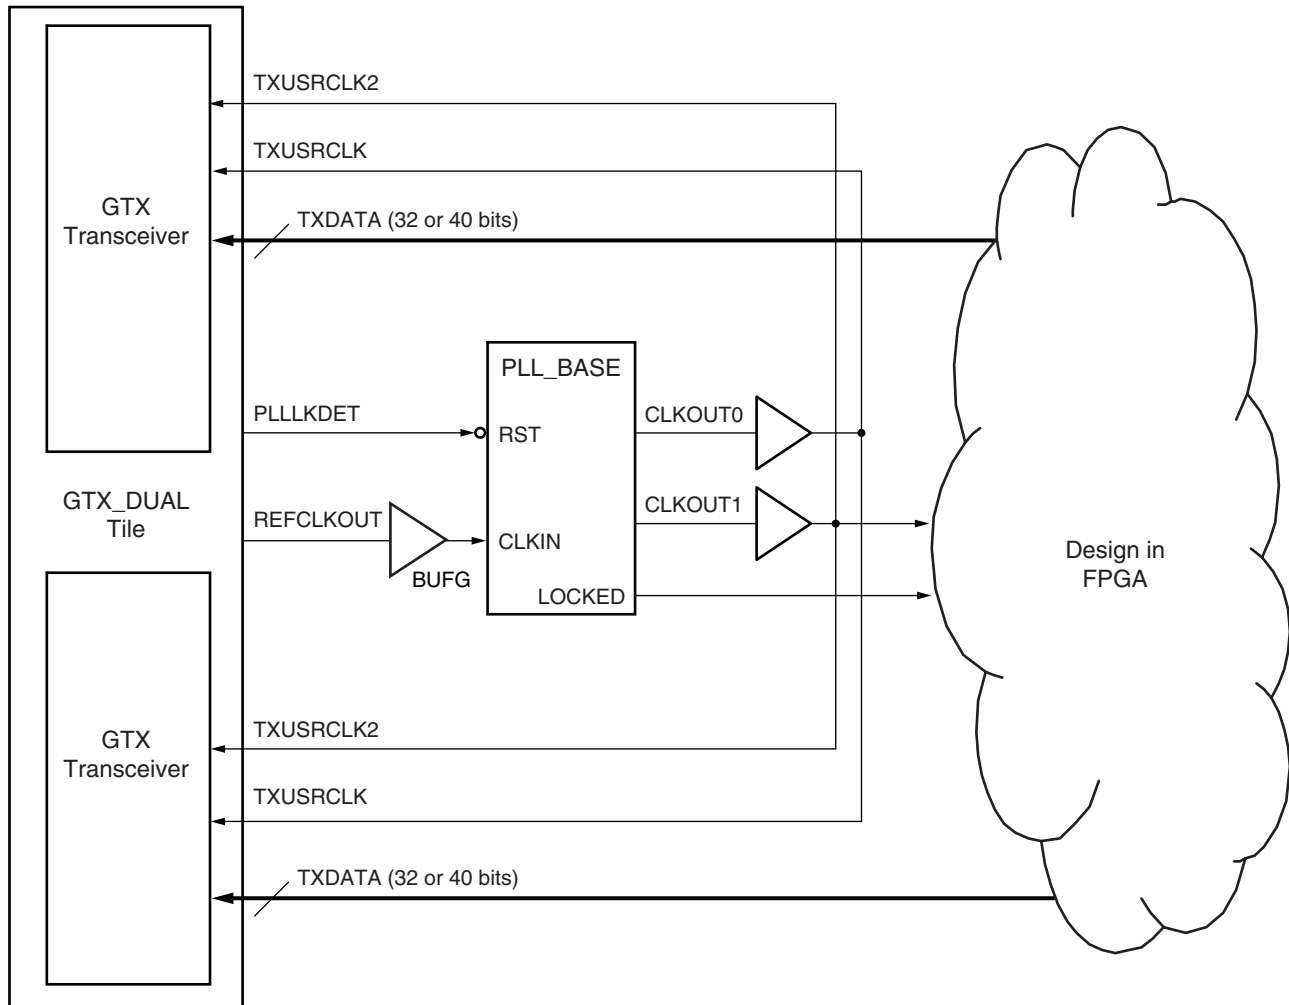 TXUSRCLK2
TXUSRCLK
GTX
Transceiver
TXDATA (32 or 40 bits)
PLL_BASE
PLLLKDET
RST
CLKOUT0
GTX_DUAL
Tile
REFCLKOUT
BUFG
CLKIN
CLKOUT1
LOCKED
Design in
FPGA
TXUSRCLK2
GTX
Transceiver
TXUSRCLK
TXDATA (32 or 40 bits)